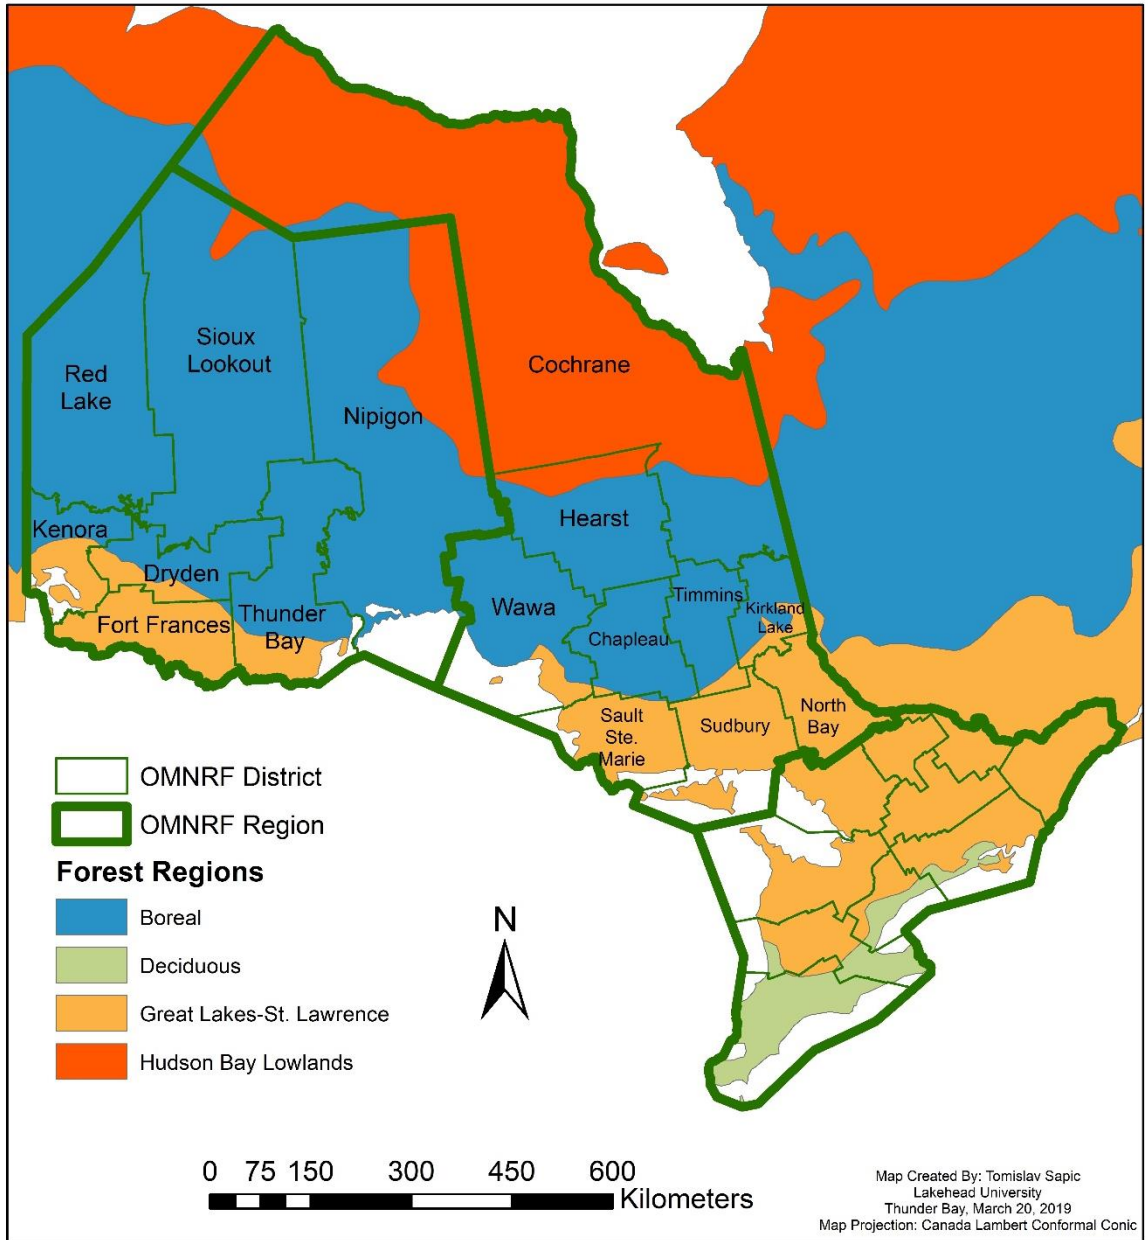 Cochrane
Sioux
Lookout
Red
Lake
Nipigon
Hearst
Kenora
Dryden
Timmins
Wawa
Kirkland
Lake
Fort Frances
Thunder
Bay
Chapleau
North
Bay
Sault
Ste.
Marie
Sudbury
OMNRF District
OMNRF Region
Forest Regions
Boreal
Deciduous
Great Lakes-St. Lawrence
Hudson Bay Lowlands
N
0 75 150 300 450 600
Kilometers
Map Created By: Tomislav Sapic
Lakehead University
Thunder Bay, March 20, 2019
Map Projection: Canada Lambert Conformal Conic